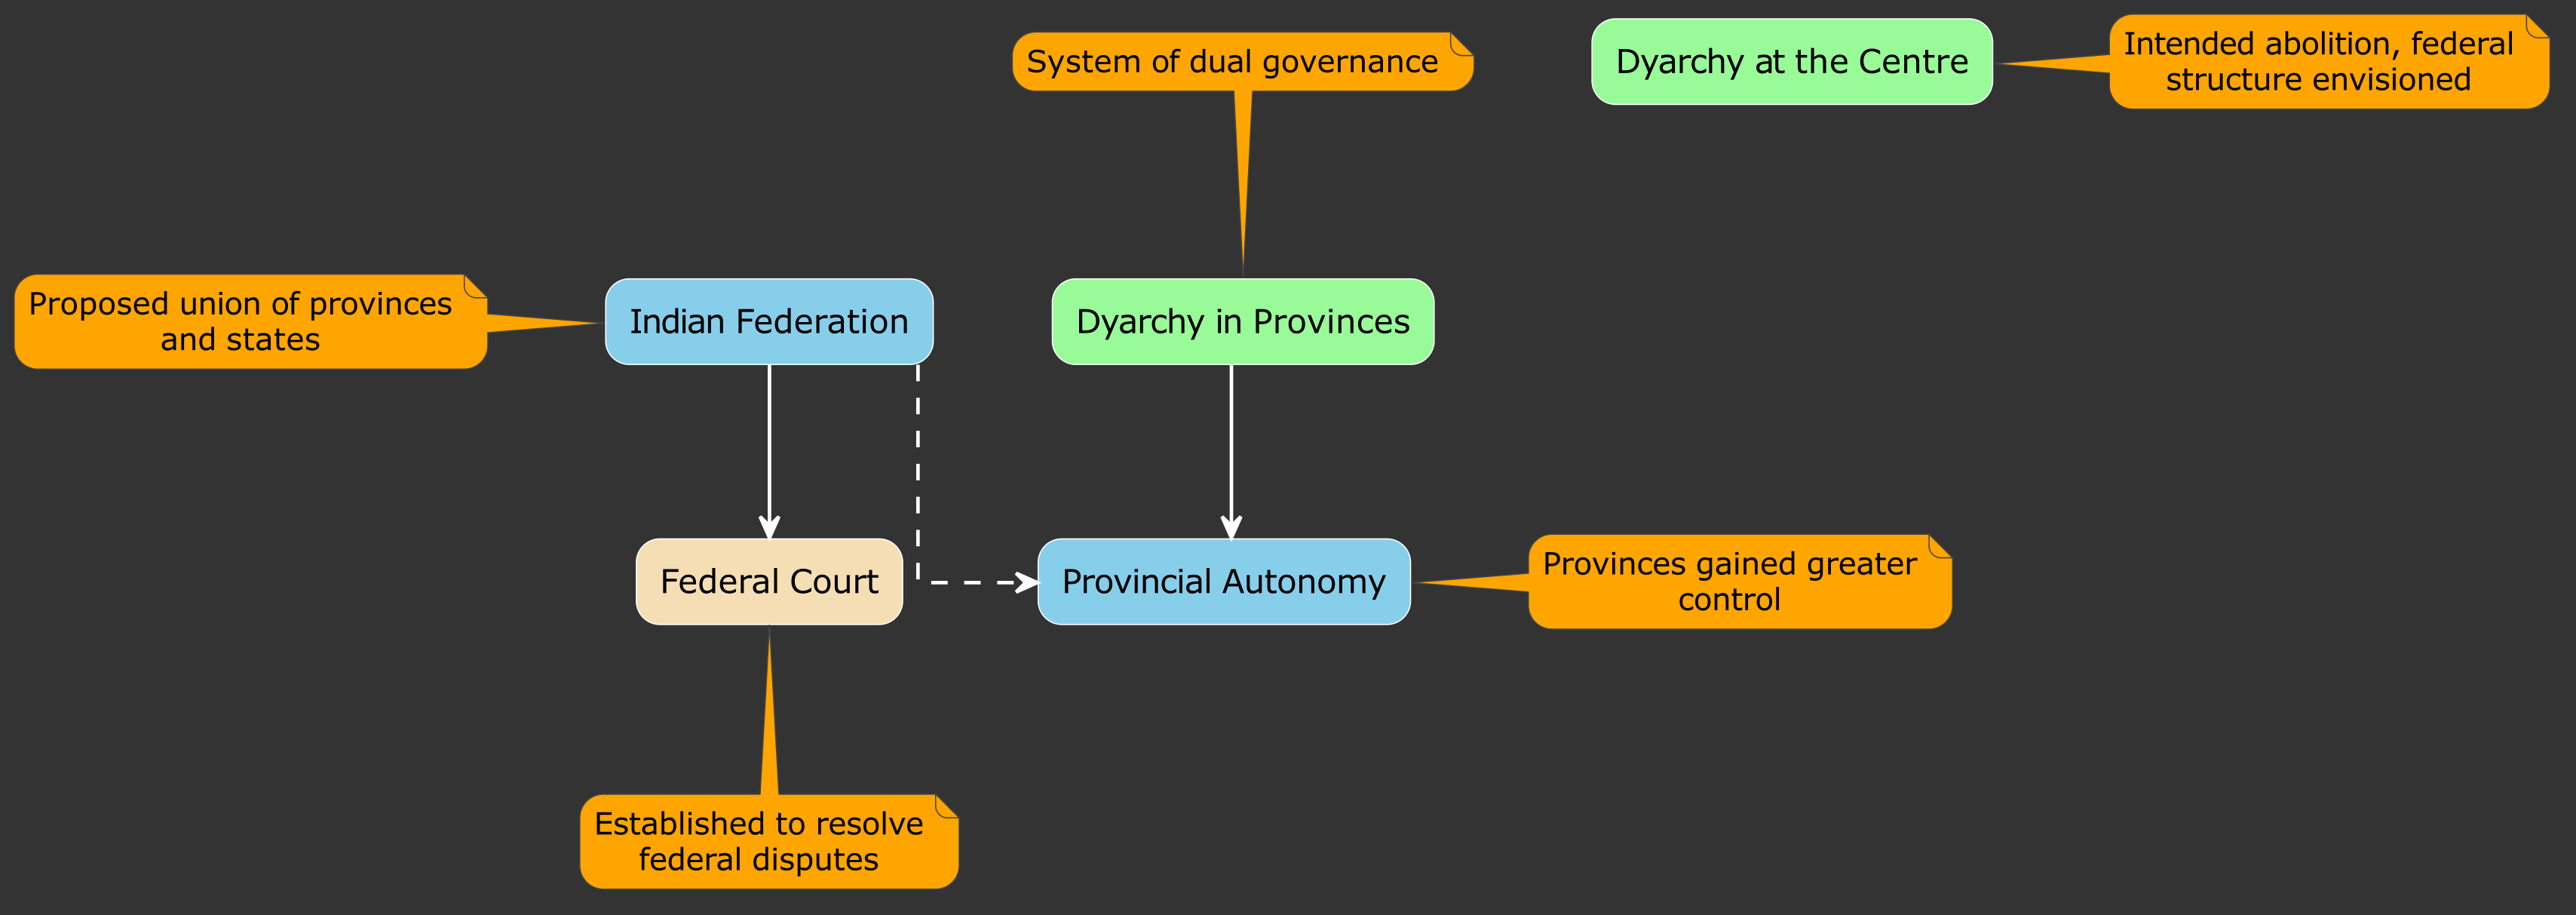 System of dual governance
Dyarchy at the Centre
Intended abolition, federal
structure envisioned
Proposed union of provinces
and states
Indian Federation
Dyarchy in Provinces
Federal Court
Provincial Autonomy
Provinces gained greater
control
Established to resolve
federal disputes